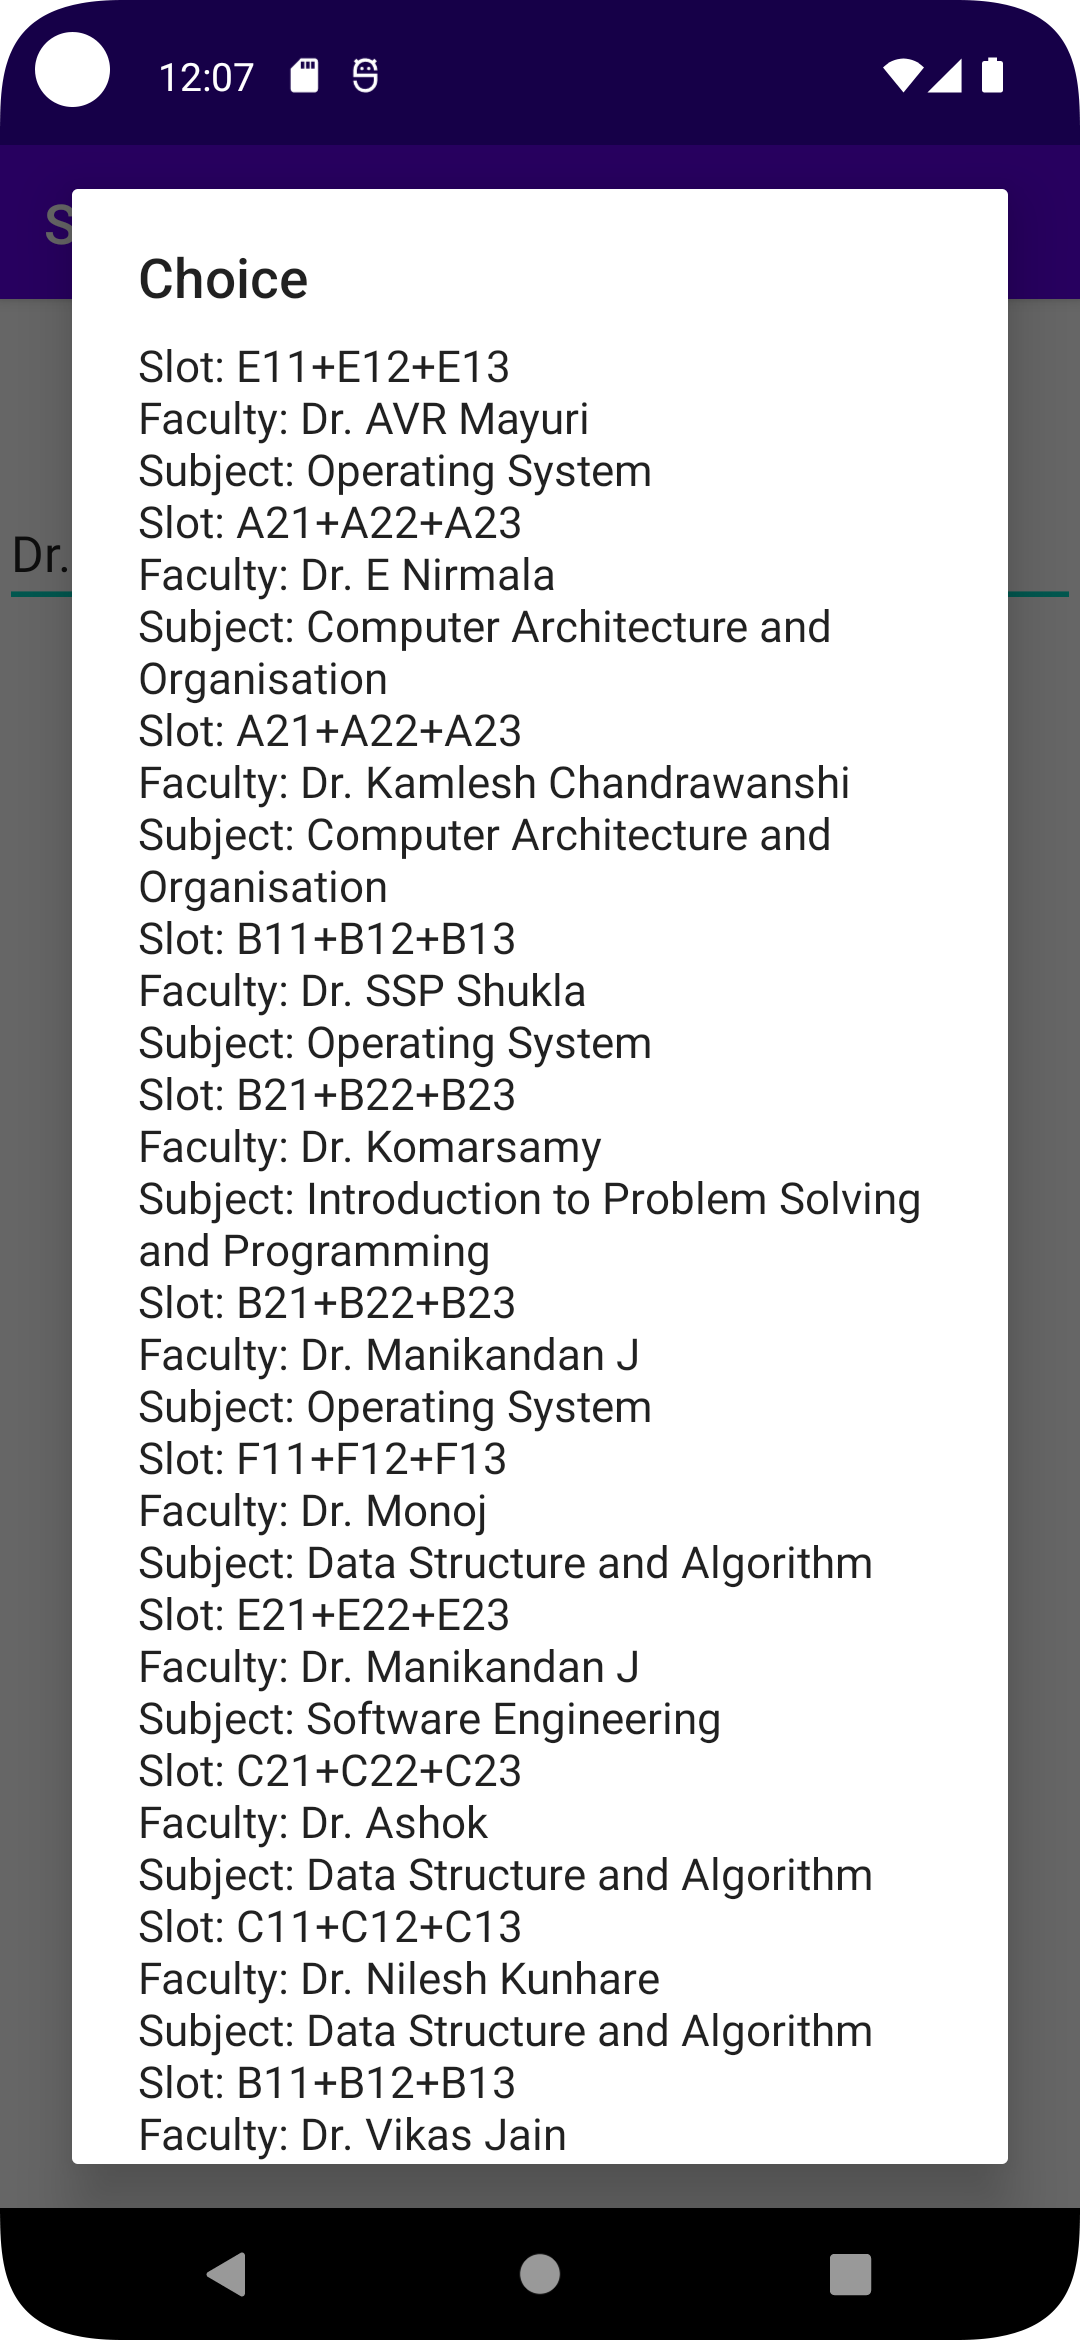 12:07
S
Choice
Slot: E11+E12+E13
Faculty: Dr. AVR Mayuri
Subject: Operating System
Slot: A21+A22+A23
Dr.
Faculty: Dr. E Nirmala
Subject: Computer Architecture and
Organisation
Slot: A21+A22+A23
Faculty: Dr. Kamlesh Chandrawanshi
Subject: Computer Architecture and
Organisation
Slot: B11+B12+B13
Faculty: Dr. SSP Shukla
Subject: Operating System
Slot: B21+B22+B23
Faculty: Dr. Komarsamy
Subject: Introduction to Problem Solving
and Programming
Slot: B21+B22+B23
Faculty: Dr. Manikandan J
Subject: Operating System
Slot: F11+F12+F13
Faculty: Dr. Monoj
Subject: Data Structure and Algorithm
Slot: E21+E22+E23
Faculty: Dr. Manikandan J
Subject: Software Engineering
Slot: C21+C22+C23
Faculty: Dr. Ashok
Subject: Data Structure and Algorithm
Slot: C11+C12+C13
Faculty: Dr. Nilesh Kunhare
Subject: Data Structure and Algorithm
Slot: B11+B12+B13
Faculty: Dr. Vikas Jain